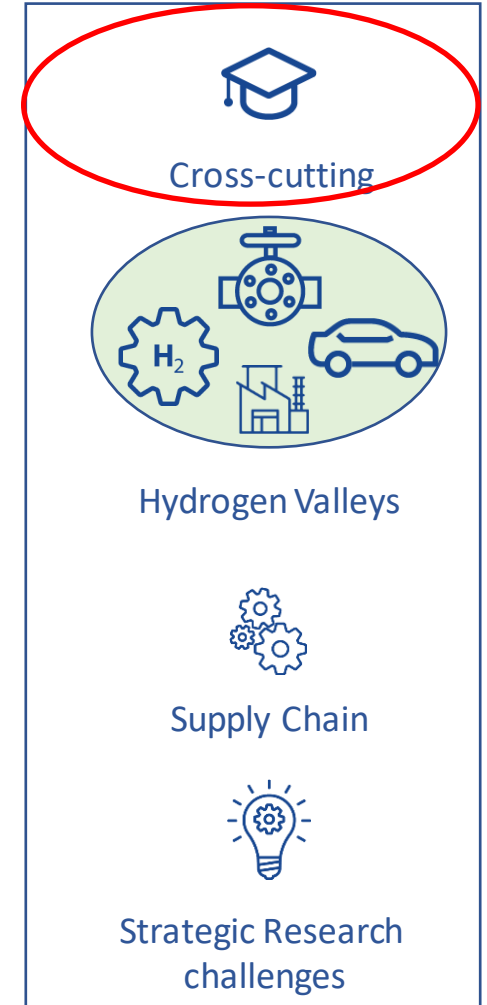 Cross-cutting
H₂
Hydrogen Valleys
Supply Chain
Strategic Research
challenges